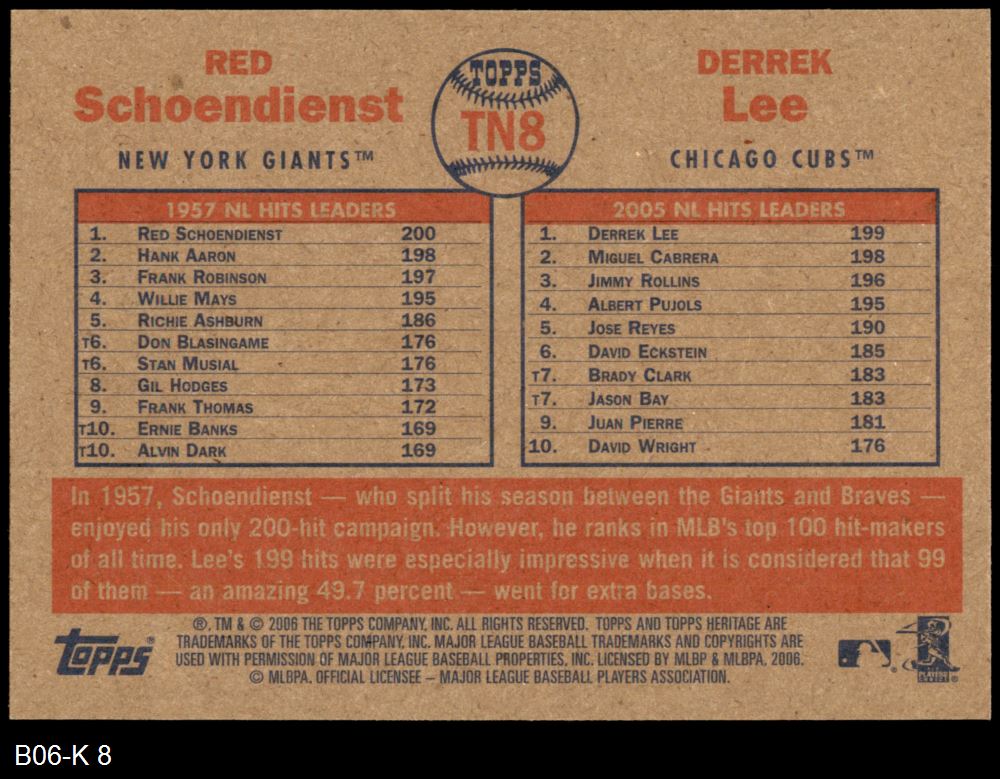 RED
Schoendienst
NEW YORK GIANTS™
TOPPS
TN8
DERREK
Lee
CHICAGO CUBS™
1957 NL HITS LEADERS
1. RED SCHOENDIENST 200
2. HANK AARON 198
3. FRANK ROBINSON 197
4. WILLIE MAYS 195
5. RICHIE ASHBURN 186
T6. DON BLASINGAME 176
T6. STAN MUSIAL 176
8. GIL HODGES 173
9. FRANK THOMAS 172
T10. ERNIE BANKS 169
T10. ALVIN DARK 169
2005 NL HITS LEADERS
1. DERREK LEE 199
2. MIGUEL CABRERA 198
3. JIMMY ROLLINS 196
4. ALBERT PUJOLS 195
5. JOSE REYES 190
6. DAVID ECKSTEIN 185
T7. BRADY CLARK 183
T7. JASON BAY 183
9. JUAN PIERRE 181
10. DAVID WRIGHT 176
In 1957, Schoendienst — who split his season between the Giants and Braves —
enjoyed his only 200-hit campaign. However, he ranks in MLB's top 100 hit-makers
of all time. Lee's 199 hits were especially impressive when it is considered that 99
of them — an amazing 49.7 percent — went for extra bases.
topps®
®, TM & © 2006 THE TOPPS COMPANY, INC. ALL RIGHTS RESERVED. TOPPS AND TOPPS HERITAGE ARE
TRADEMARKS OF THE TOPPS COMPANY, INC. MAJOR LEAGUE BASEBALL TRADEMARKS AND COPYRIGHTS ARE
USED WITH PERMISSION OF MAJOR LEAGUE BASEBALL PROPERTIES, INC. LICENSED BY MLBP & MLBPA, 2006.
© MLBPA. OFFICIAL LICENSEE – MAJOR LEAGUE BASEBALL PLAYERS ASSOCIATION.
B06-K 8